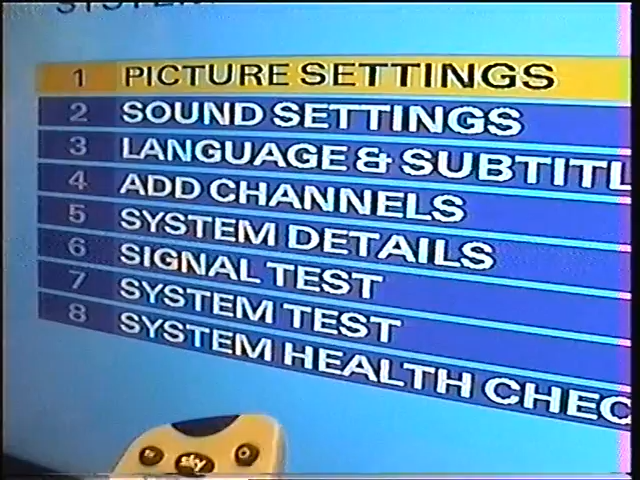 1 PICTURE SETTINGS
2 SOUND SETTINGS
3 LANGUAGE & SUBTITL
4 ADD CHANNELS
5 SYSTEM DETAILS
6 SIGNAL TEST
7 SYSTEM TEST
8 SYSTEM HEALTH CHEC
sky